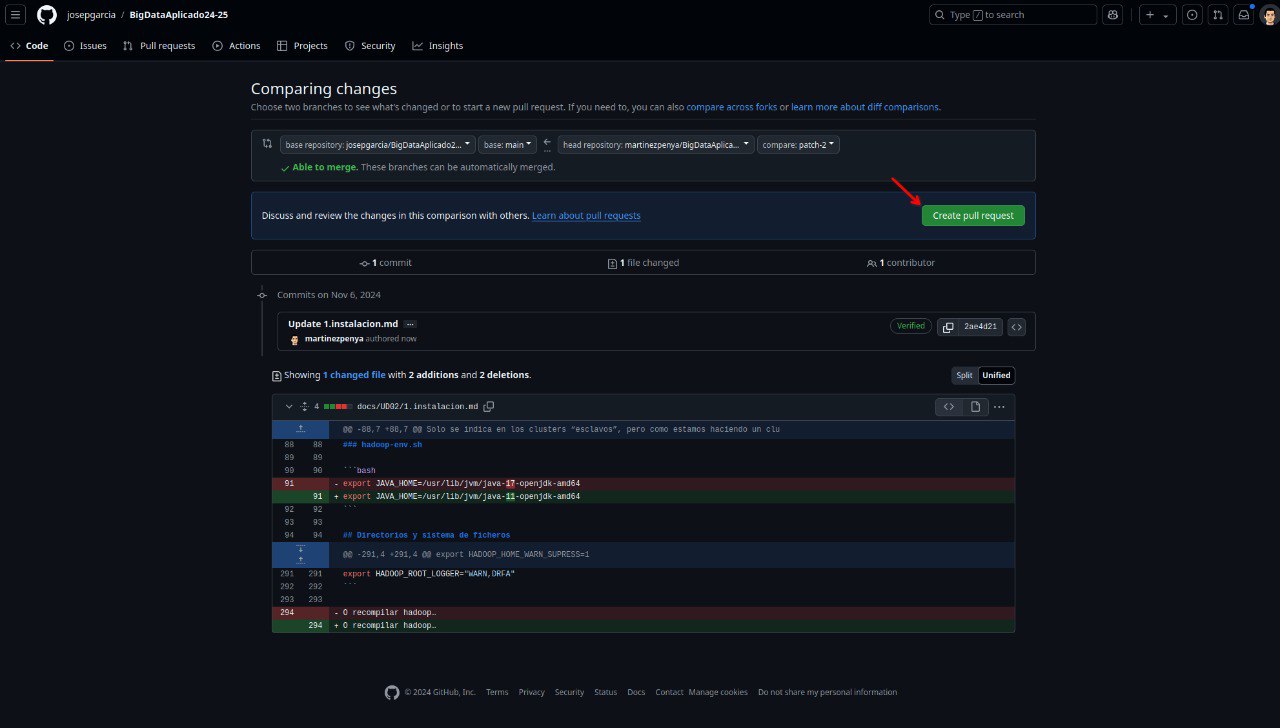 josepgarcia / BigDataAplicado24-25
Type / to search
Code Issues Pull requests Actions Projects Security Insights
Comparing changes
Choose two branches to see what's changed or to start a new pull request. If you need to, you can also compare across forks or learn more about diff comparisons.
base repository: josepgarcia/BigDataAplicado2... base: main head repository: martinezpenya/BigDataAplica... compare: patch-2
Able to merge. These branches can be automatically merged.
Discuss and review the changes in this comparison with others. Learn about pull requests
Create pull request
1 commit 1 file changed 1 contributor
Commits on Nov 6, 2024
Update 1.instalacion.md ...
martinezpenya authored now
Verified 2ae4d21
Showing 1 changed file with 2 additions and 2 deletions.
Split Unified
4 docs/UD02/1.instalacion.md
@@ -88,7 +88,7 @@ Solo se indica en los clusters “esclavos”, pero como estamos haciendo un clu
88 88 ### hadoop-env.sh
89 89
90 90 ```bash
91 - export JAVA_HOME=/usr/lib/jvm/java-17-openjdk-amd64
91 + export JAVA_HOME=/usr/lib/jvm/java-11-openjdk-amd64
92 92 ```
93 93
94 94 ## Directorios y sistema de ficheros
@@ -291,4 +291,4 @@ export HADOOP_HOME_WARN_SUPRESS=1
291 291 export HADOOP_ROOT_LOGGER="WARN,DRFA"
292 292 ```
293 293
294 - O recompilar hadoop…
294 + O recompilar hadoop…
© 2024 GitHub, Inc. Terms Privacy Security Status Docs Contact Manage cookies Do not share my personal information